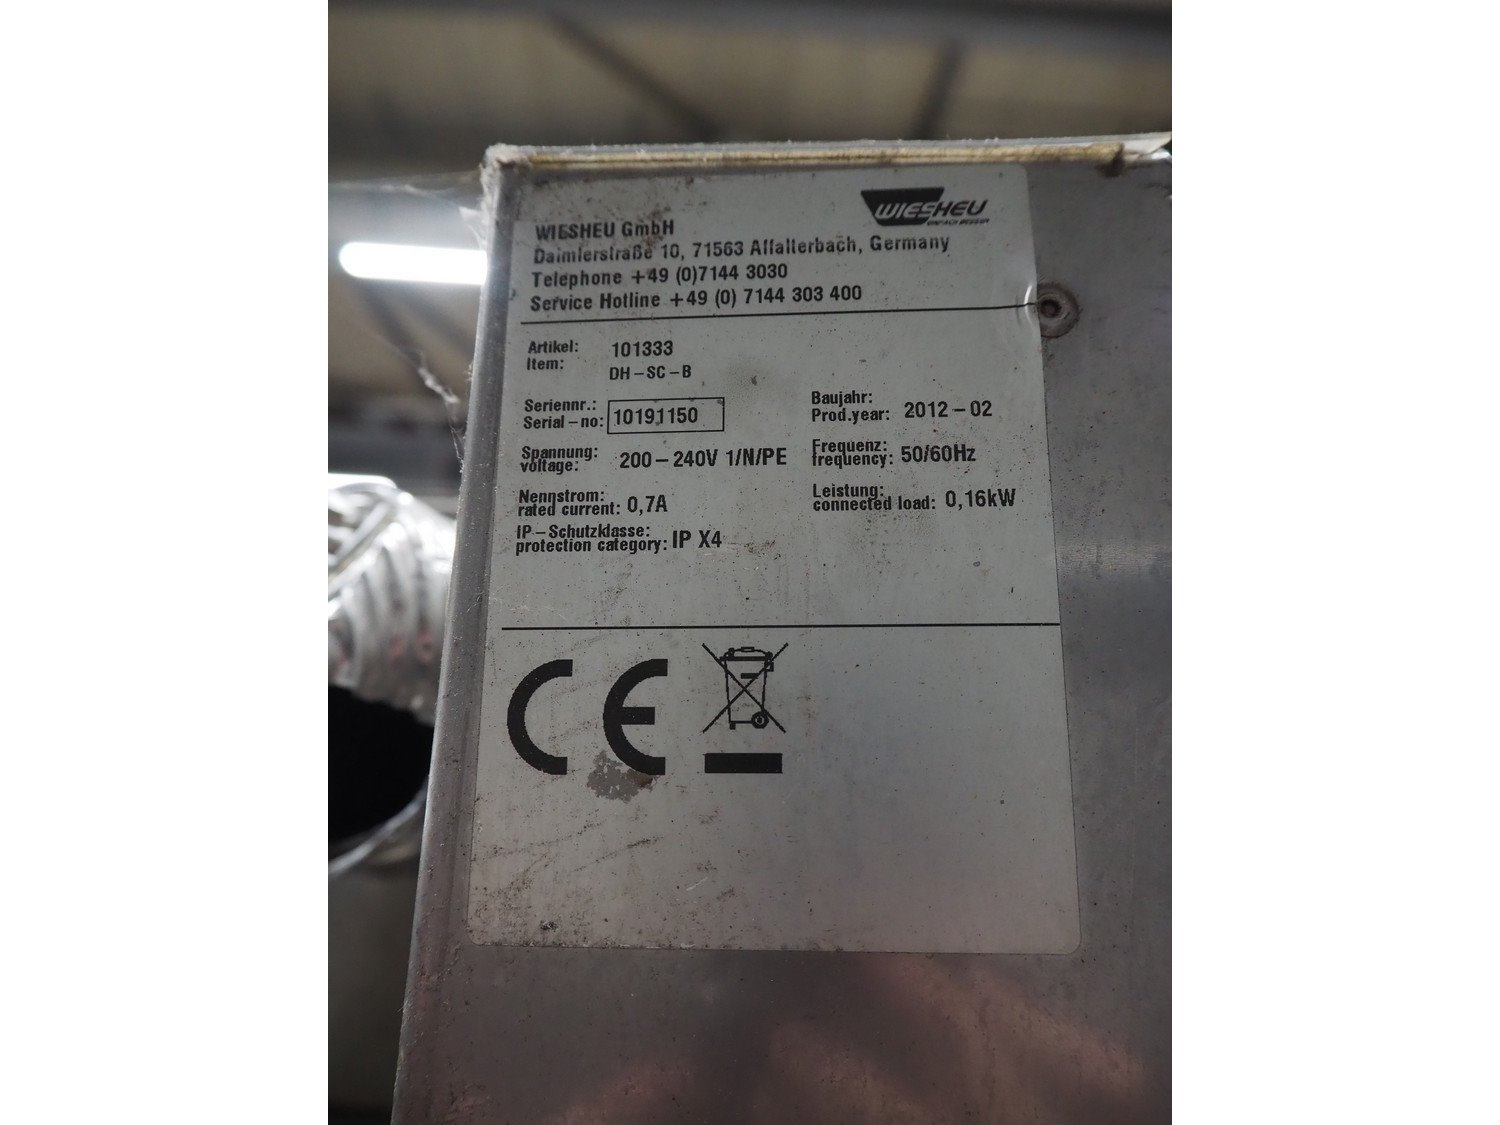 WIESHEU
EINFACH BESSER
WIESHEU GmbH
Daimlerstraße 10, 71563 Affalterbach, Germany
Telephone +49 (0)7144 3030
Service Hotline +49 (0) 7144 303 400
Artikel: 101333
Item: DH-SC-B
Seriennr.: Baujahr:
Serial-no: 10191150 Prod.year: 2012-02
Spannung: Frequenz:
voltage: 200-240V 1/N/PE frequency: 50/60Hz
Nennstrom: Leistung:
rated current: 0,7A connected load: 0,16kW
IP-Schutzklasse:
protection category: IP X4
CE